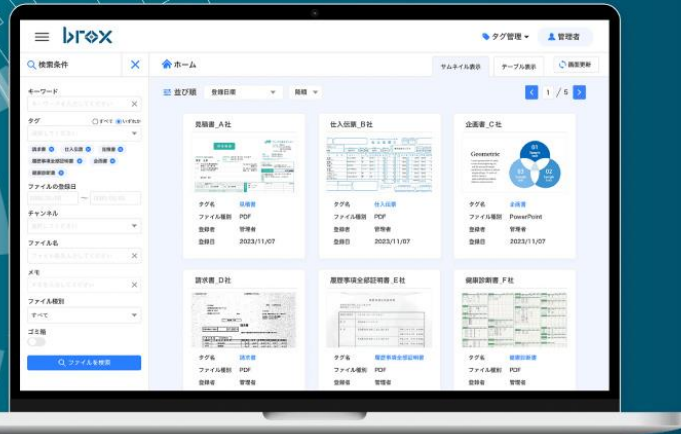 brox
タグ管理
管理者
検索条件
ホーム
サムネイル表示
テーブル表示
画面更新
キーワード
並び順
登録日順
降順
1 / 5
タグ
すべて
いずれか
請求書
仕入伝票
見積書
履歴事項全部証明書
企画書
健康診断書
ファイルの登録日
~
チャンネル
ファイル名
メモ
ファイル種別
すべて
ゴミ箱
ファイルを検索
見積書_A社
タグ名 見積書
ファイル種別 PDF
登録者 管理者
登録日 2023/11/07
仕入伝票_B社
タグ名 仕入伝票
ファイル種別 PDF
登録者 管理者
登録日 2023/11/07
企画書_C社
Geometric
01
03
02
タグ名 企画書
ファイル種別 PowerPoint
登録者 管理者
登録日 2023/11/07
請求書_D社
タグ名 請求書
ファイル種別 PDF
登録者 管理者
履歴事項全部証明書_E社
タグ名 履歴事項全部証明書
ファイル種別 PDF
登録者 管理者
健康診断書_F社
タグ名 健康診断書
ファイル種別 PDF
登録者 管理者